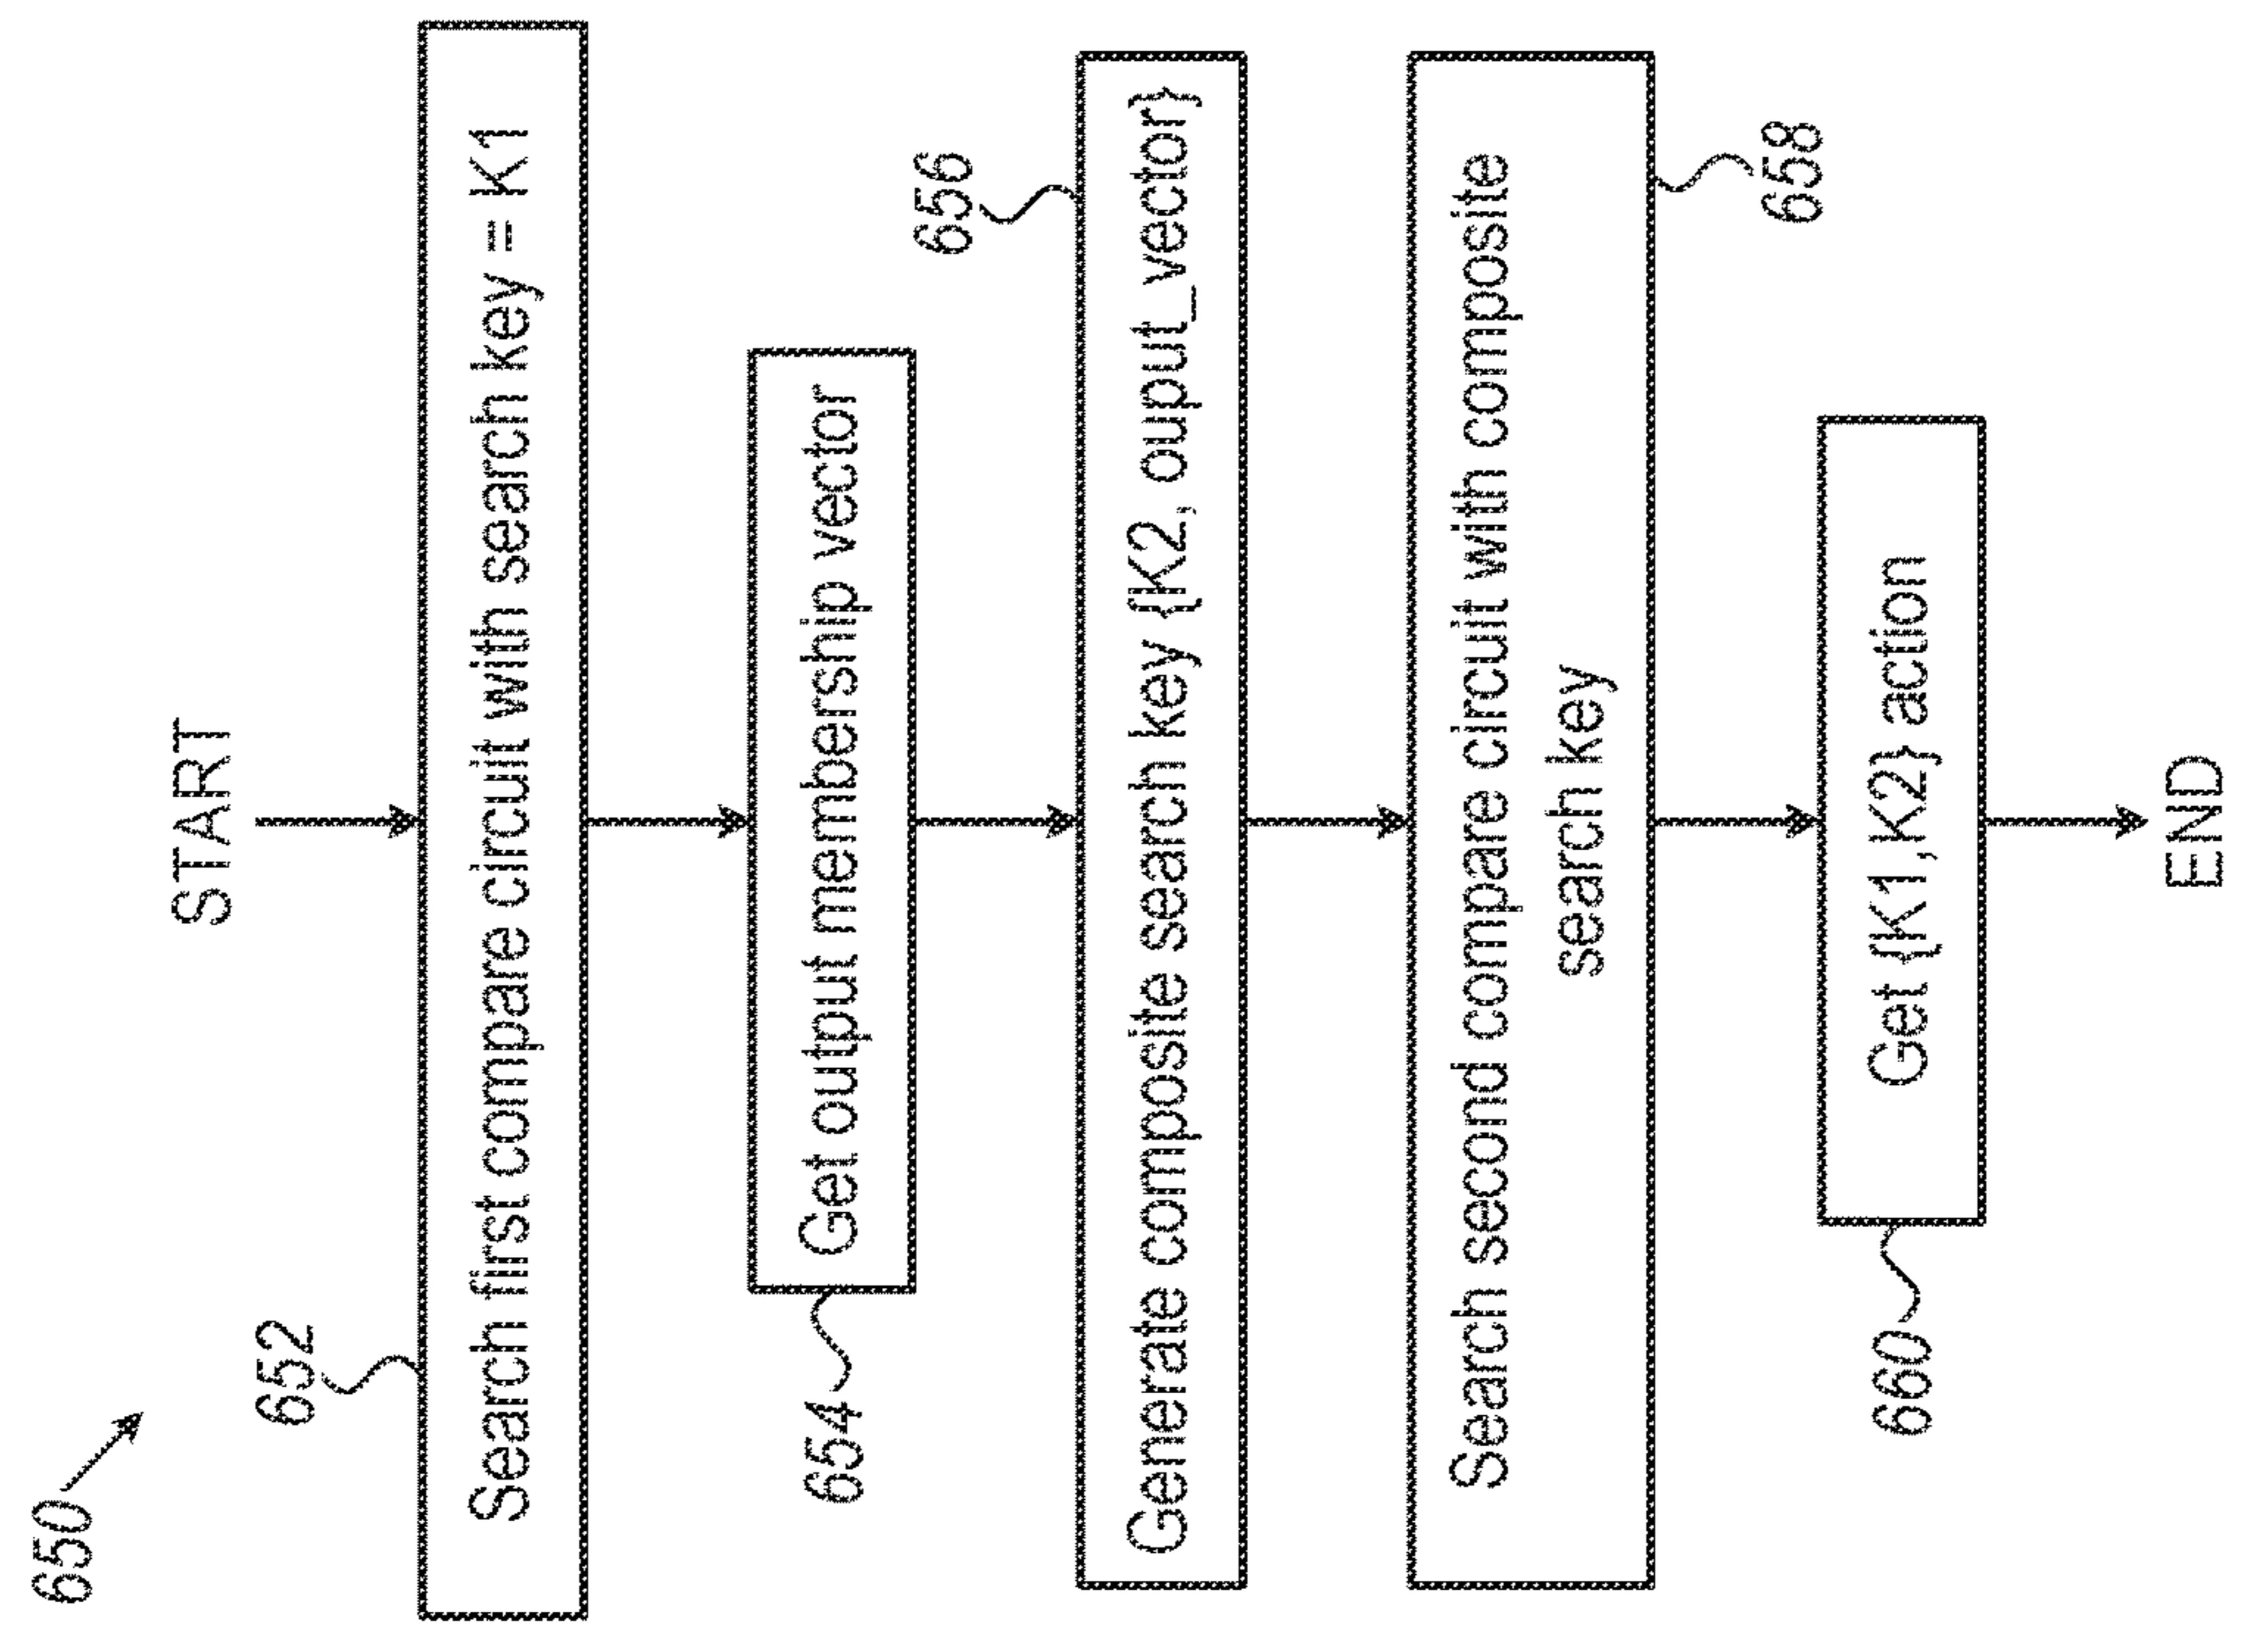 650
START
652
Search first compare circuit with search key = K1
654
Get output membership vector
656
Generate composite search key {K2, ouput_vector}
Search second compare circuit with composite
search key
658
Get {K1,K2} action
660
END